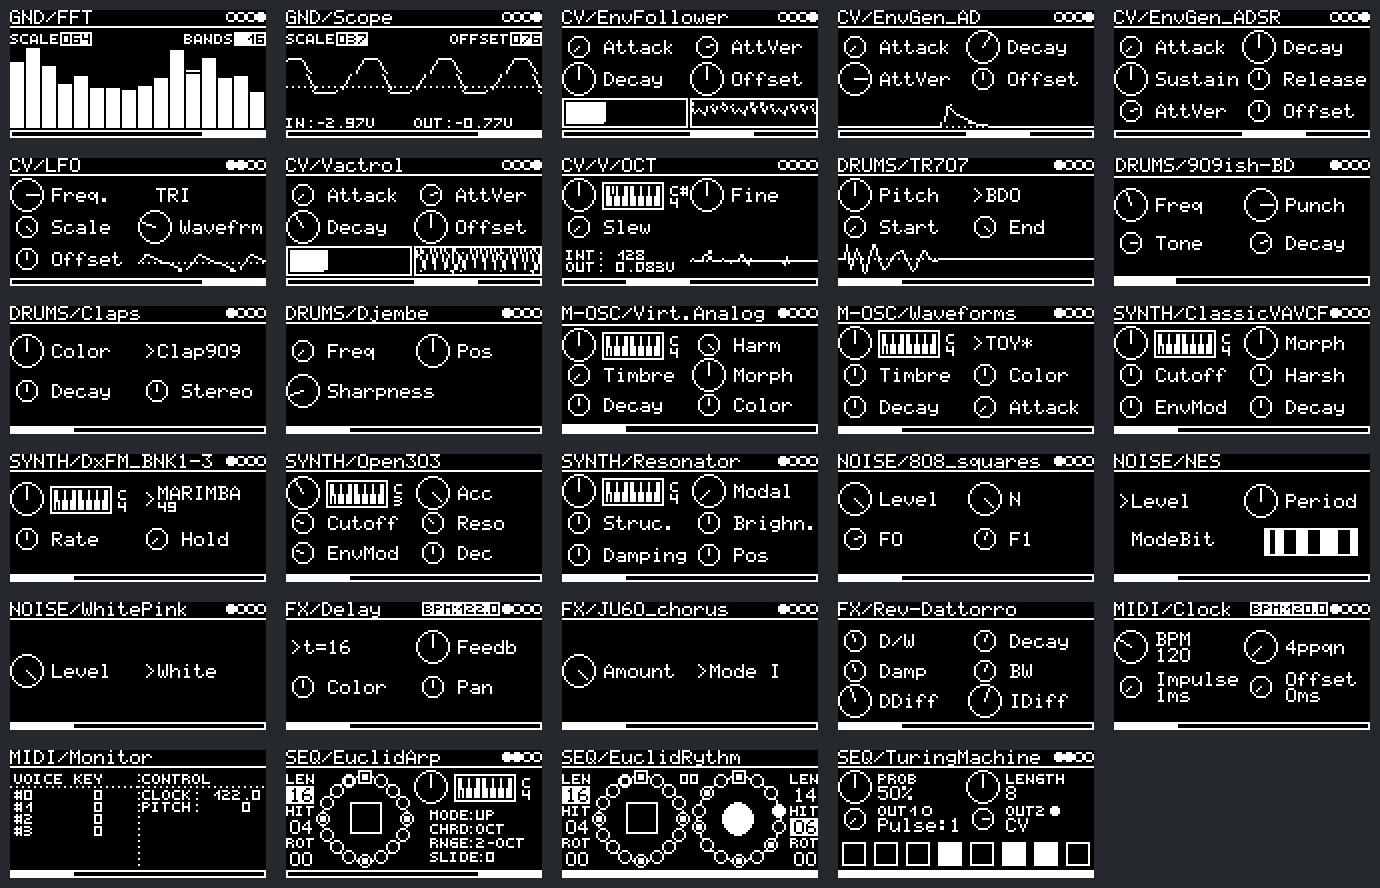 GND/FFT
SCALE 064 BANDS 16
GND/Scope
SCALE 037 OFFSET 076
IN:-2.97V OUT:-0.77V
CV/EnvFollower
Attack AttVer
Decay Offset
CV/EnvGen_AD
Attack Decay
AttVer Offset
CV/EnvGen_ADSR
Attack Decay
Sustain Release
AttVer Offset
CV/LFO
Freq. TRI
Scale Wavefrm
Offset
CV/Vactrol
Attack AttVer
Decay Offset
CV/V/OCT
C# 4 Fine
Slew
INT: 428
OUT: 0.083V
DRUMS/TR707
Pitch >BD0
Start End
DRUMS/909ish-BD
Freq Punch
Tone Decay
DRUMS/Claps
Color >Clap909
Decay Stereo
DRUMS/Djembe
Freq Pos
Sharpness
M-OSC/Virt.Analog
C 4 Harm
Timbre Morph
Decay Color
M-OSC/Waveforms
C 4 >TOY*
Timbre Color
Decay Attack
SYNTH/ClassicVAVCF
C 4 Morph
Cutoff Harsh
EnvMod Decay
SYNTH/DxFM_BNK1-3
C 4 >MARIMBA
49
Rate Hold
SYNTH/Open303
C 3 Acc
Cutoff Reso
EnvMod Dec
SYNTH/Resonator
C 4 Modal
Struc. Brighn.
Damping Pos
NOISE/808_squares
Level N
F0 F1
NOISE/NES
>Level Period
ModeBit
NOISE/WhitePink
Level >White
FX/Delay BPM:122.0
>t=16 Feedb
Color Pan
FX/JU60_chorus
Amount >Mode I
FX/Rev-Dattorro
D/W Decay
Damp BW
DDiff IDiff
MIDI/Clock BPM:120.0
BPM 4ppqn
120
Impulse Offset
1ms 0ms
MIDI/Monitor
VOICE KEY CONTROL
#0 0 CLOCK: 122.0
#1 0 PITCH: 0
#2 0
#3 0
SEQ/EuclidArp
LEN
16 C 4
HIT MODE:UP
04 CHRD:OCT
ROT RNGE:2-OCT
00 SLIDE:0
SEQ/EuclidRythm
LEN 00 LEN
16 14
HIT HIT
04 06
ROT ROT
00 00
SEQ/TuringMachine
PROB LENGTH
50% 8
OUT1 OUT2
Pulse:1 CV